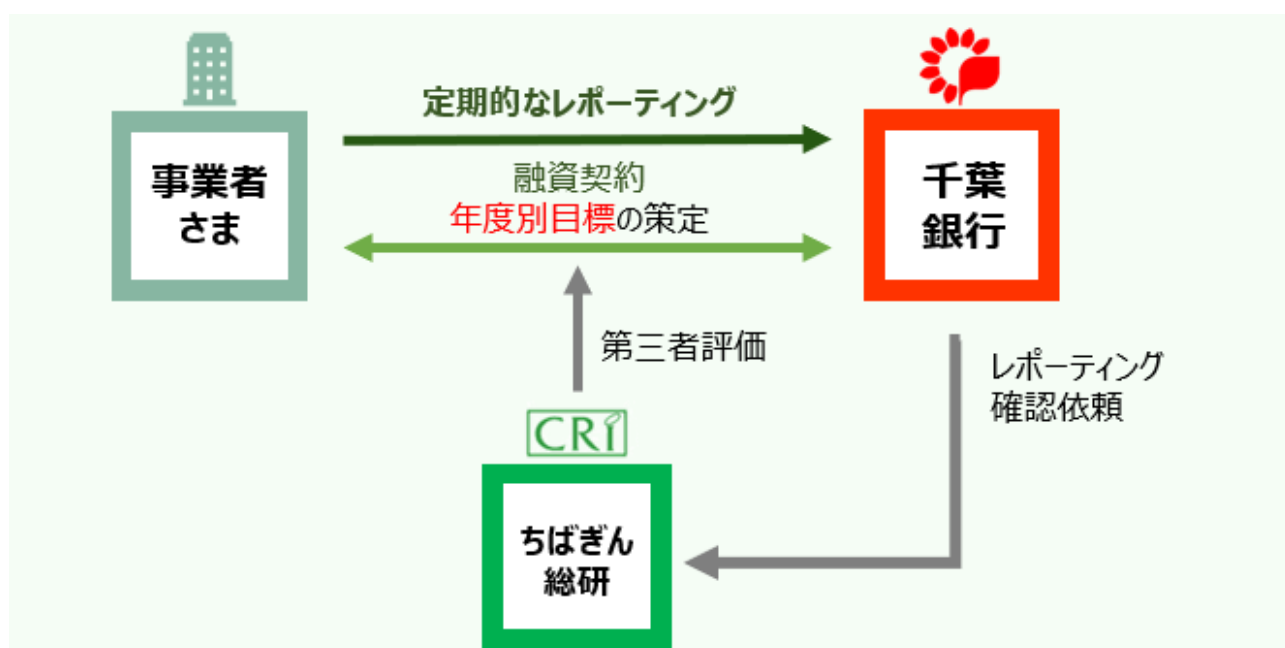 定期的なレポーティング
事業者
さま
融資契約
年度別目標の策定
千葉
銀行
第三者評価
レポーティング
確認依頼
CRI
ちばぎん
総研